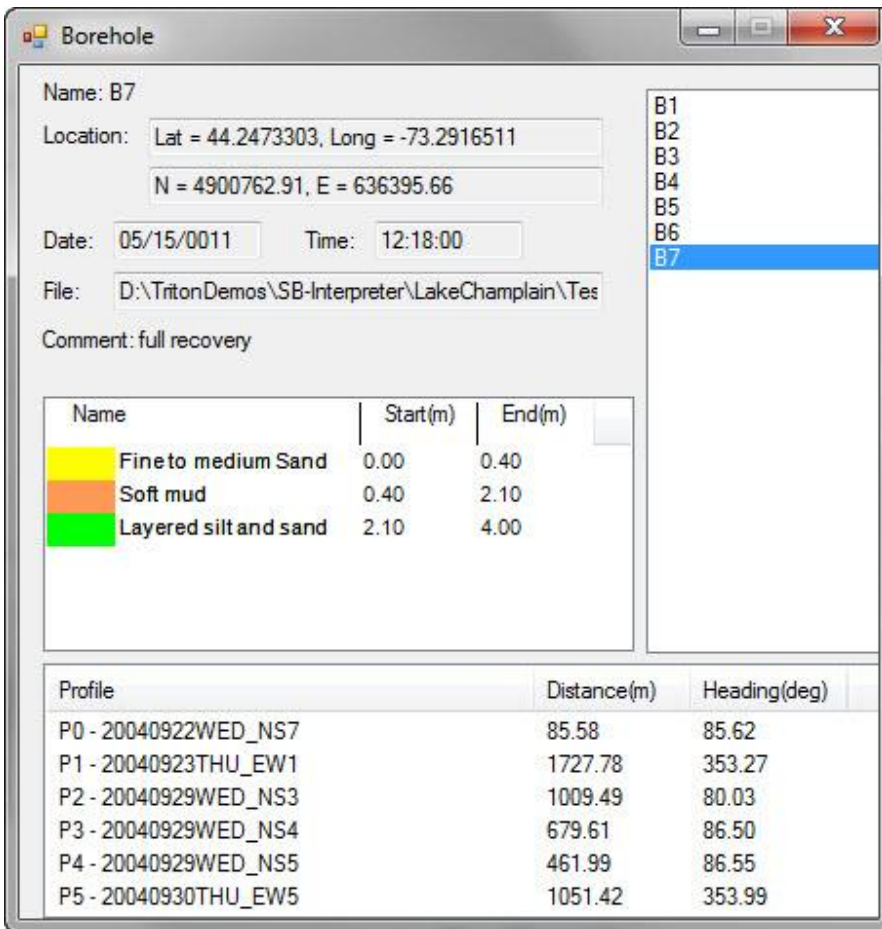 Borehole
Name: B7
Location: Lat = 44.2473303, Long = -73.2916511
N = 4900762.91, E = 636395.66
Date: 05/15/0011 Time: 12:18:00
File: D:\TritonDemos\SB-Interpreter\LakeChamplain\Tes
Comment: full recovery
B1
B2
B3
B4
B5
B6
B7
Name Start(m) End(m)
Fine to medium Sand 0.00 0.40
Soft mud 0.40 2.10
Layered silt and sand 2.10 4.00
Profile Distance(m) Heading(deg)
P0 - 20040922WED_NS7 85.58 85.62
P1 - 20040923THU_EW1 1727.78 353.27
P2 - 20040929WED_NS3 1009.49 80.03
P3 - 20040929WED_NS4 679.61 86.50
P4 - 20040929WED_NS5 461.99 86.55
P5 - 20040930THU_EW5 1051.42 353.99